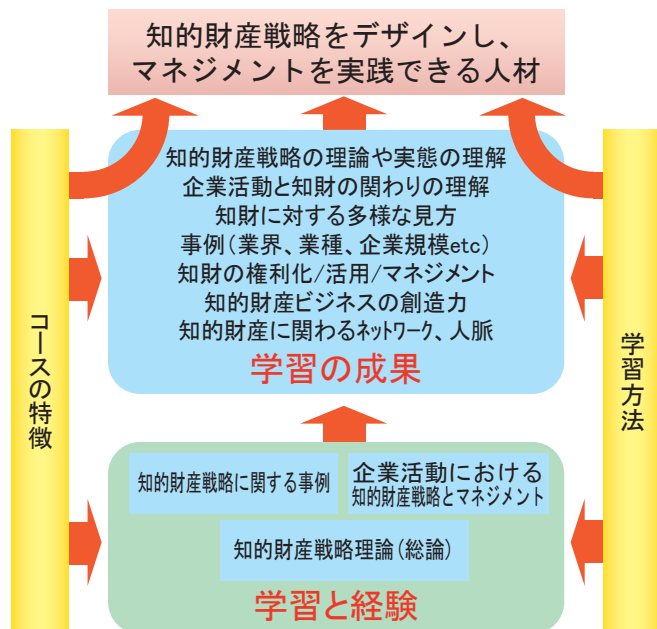 知的財産戦略をデザインし、
マネジメントを実践できる人材
コースの特徴
知的財産戦略の理論や実態の理解
企業活動と知財の関わりの理解
知財に対する多様な見方
事例(業界、業種、企業規模etc)
知財の権利化/活用/マネジメント
知的財産ビジネスの創造力
知的財産に関わるネットワーク、人脈
学習の成果
学習方法
知的財産戦略に関する事例
企業活動における
知的財産戦略とマネジメント
知的財産戦略理論(総論)
学習と経験